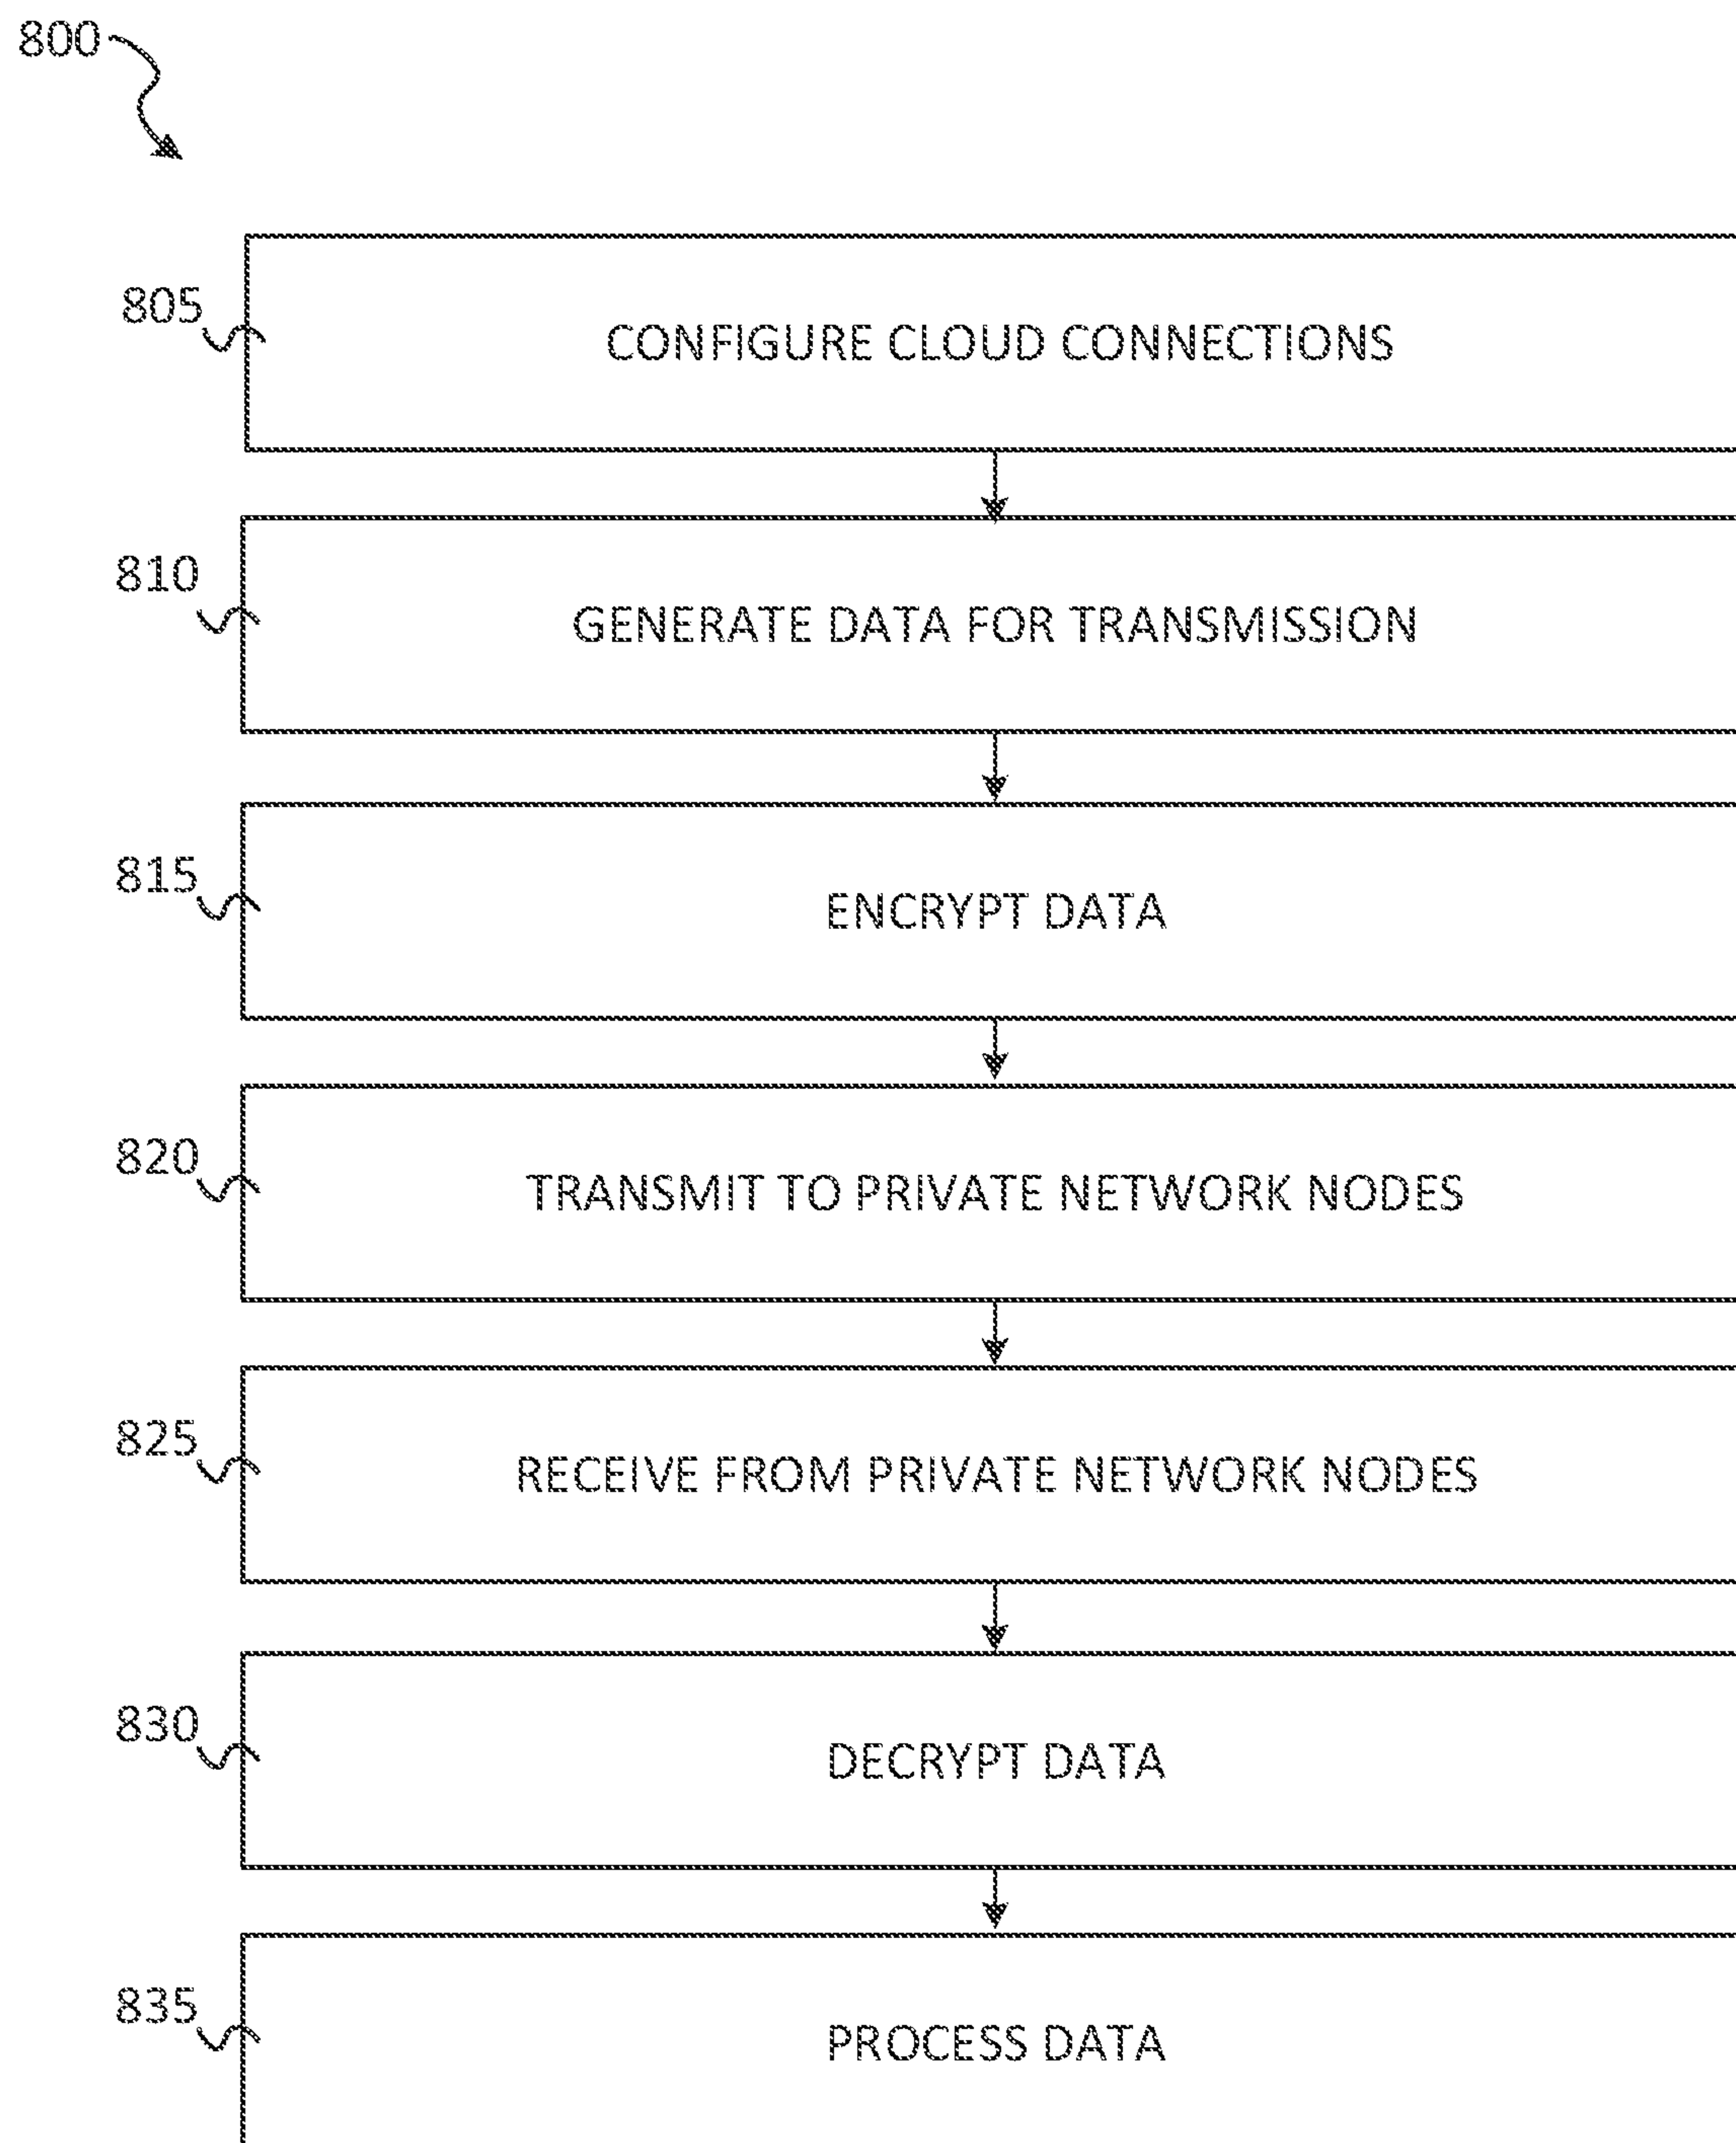 800
805
CONFIGURE CLOUD CONNECTIONS
810
GENERATE DATA FOR TRANSMISSION
815
ENCRYPT DATA
820
TRANSMIT TO PRIVATE NETWORK NODES
825
RECEIVE FROM PRIVATE NETWORK NODES
830
DECRYPT DATA
835
PROCESS DATA